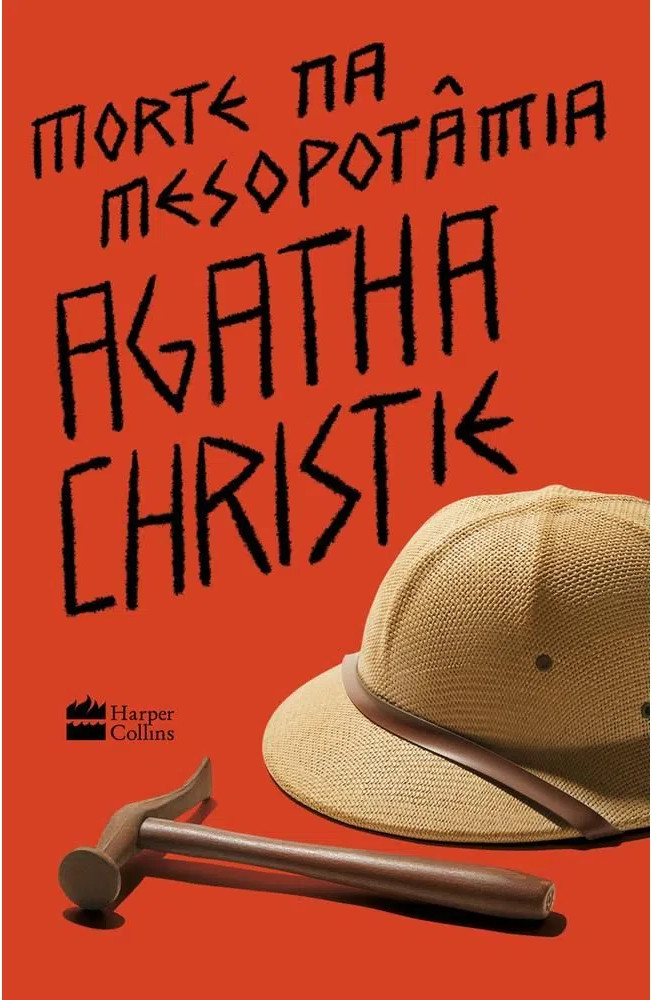 MORTE NA
MESOPOTÂMIA
AGATHA
CHRISTIE
Harper
Collins